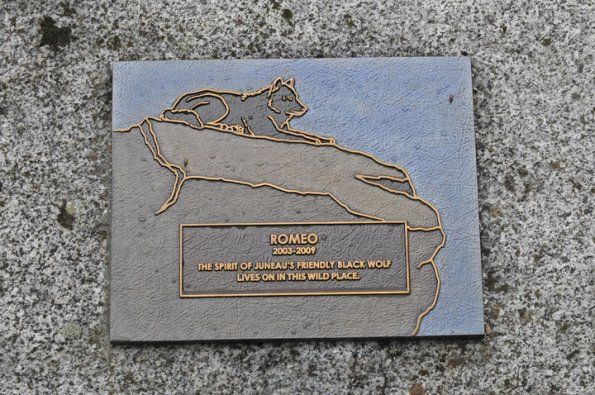 ROMEO
2003-2009
THE SPIRIT OF JUNEAU'S FRIENDLY BLACK WOLF
LIVES ON IN THIS WILD PLACE.